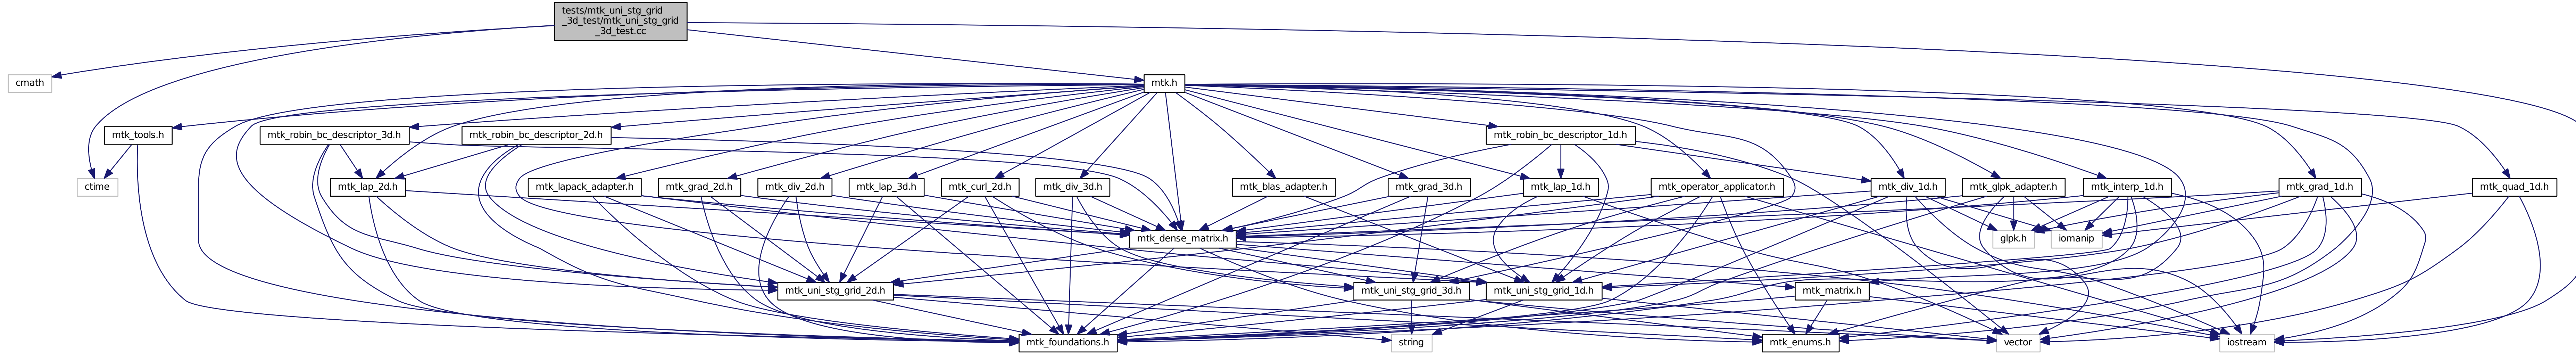 tests/mtk_uni_stg_grid
_3d_test/mtk_uni_stg_grid
_3d_test.cc
cmath
mtk.h
mtk_tools.h
mtk_robin_bc_descriptor_3d.h
mtk_robin_bc_descriptor_2d.h
mtk_robin_bc_descriptor_1d.h
ctime
mtk_lap_2d.h
mtk_lapack_adapter.h
mtk_grad_2d.h
mtk_div_2d.h
mtk_lap_3d.h
mtk_curl_2d.h
mtk_div_3d.h
mtk_blas_adapter.h
mtk_grad_3d.h
mtk_lap_1d.h
mtk_operator_applicator.h
mtk_div_1d.h
mtk_glpk_adapter.h
mtk_interp_1d.h
mtk_grad_1d.h
mtk_quad_1d.h
mtk_dense_matrix.h
glpk.h
iomanip
mtk_uni_stg_grid_2d.h
mtk_uni_stg_grid_3d.h
mtk_uni_stg_grid_1d.h
mtk_matrix.h
mtk_foundations.h
string
mtk_enums.h
vector
iostream